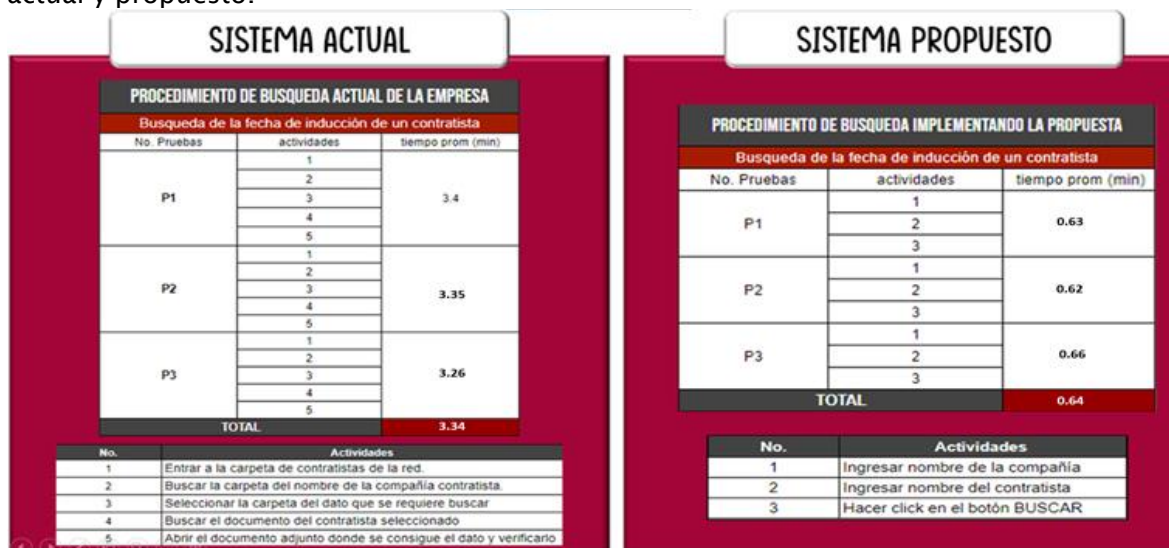 actual y propuesto.
SISTEMA ACTUAL
PROCEDIMIENTO DE BUSQUEDA ACTUAL DE LA EMPRESA
Busqueda de la fecha de inducción de un contratista
No. Pruebas actividades tiempo prom (min)
P1 3.4
1
2
3
4
5
P2 3.35
1
2
3
4
5
P3 3.26
1
2
3
4
5
TOTAL 3.34
No. Actividades
1 Entrar a la carpeta de contratistas de la red.
2 Buscar la carpeta del nombre de la compañía contratista.
3 Seleccionar la carpeta del dato que se requiere buscar
4 Buscar el documento del contratista seleccionado
5 Abrir el documento adjunto donde se consigue el dato y verificarlo
SISTEMA PROPUESTO
PROCEDIMIENTO DE BUSQUEDA IMPLEMENTANDO LA PROPUESTA
Busqueda de la fecha de inducción de un contratista
No. Pruebas actividades tiempo prom (min)
P1 0.63
1
2
3
P2 0.62
1
2
3
P3 0.66
1
2
3
TOTAL 0.64
No. Actividades
1 Ingresar nombre de la compañía
2 Ingresar nombre del contratista
3 Hacer click en el botón BUSCAR